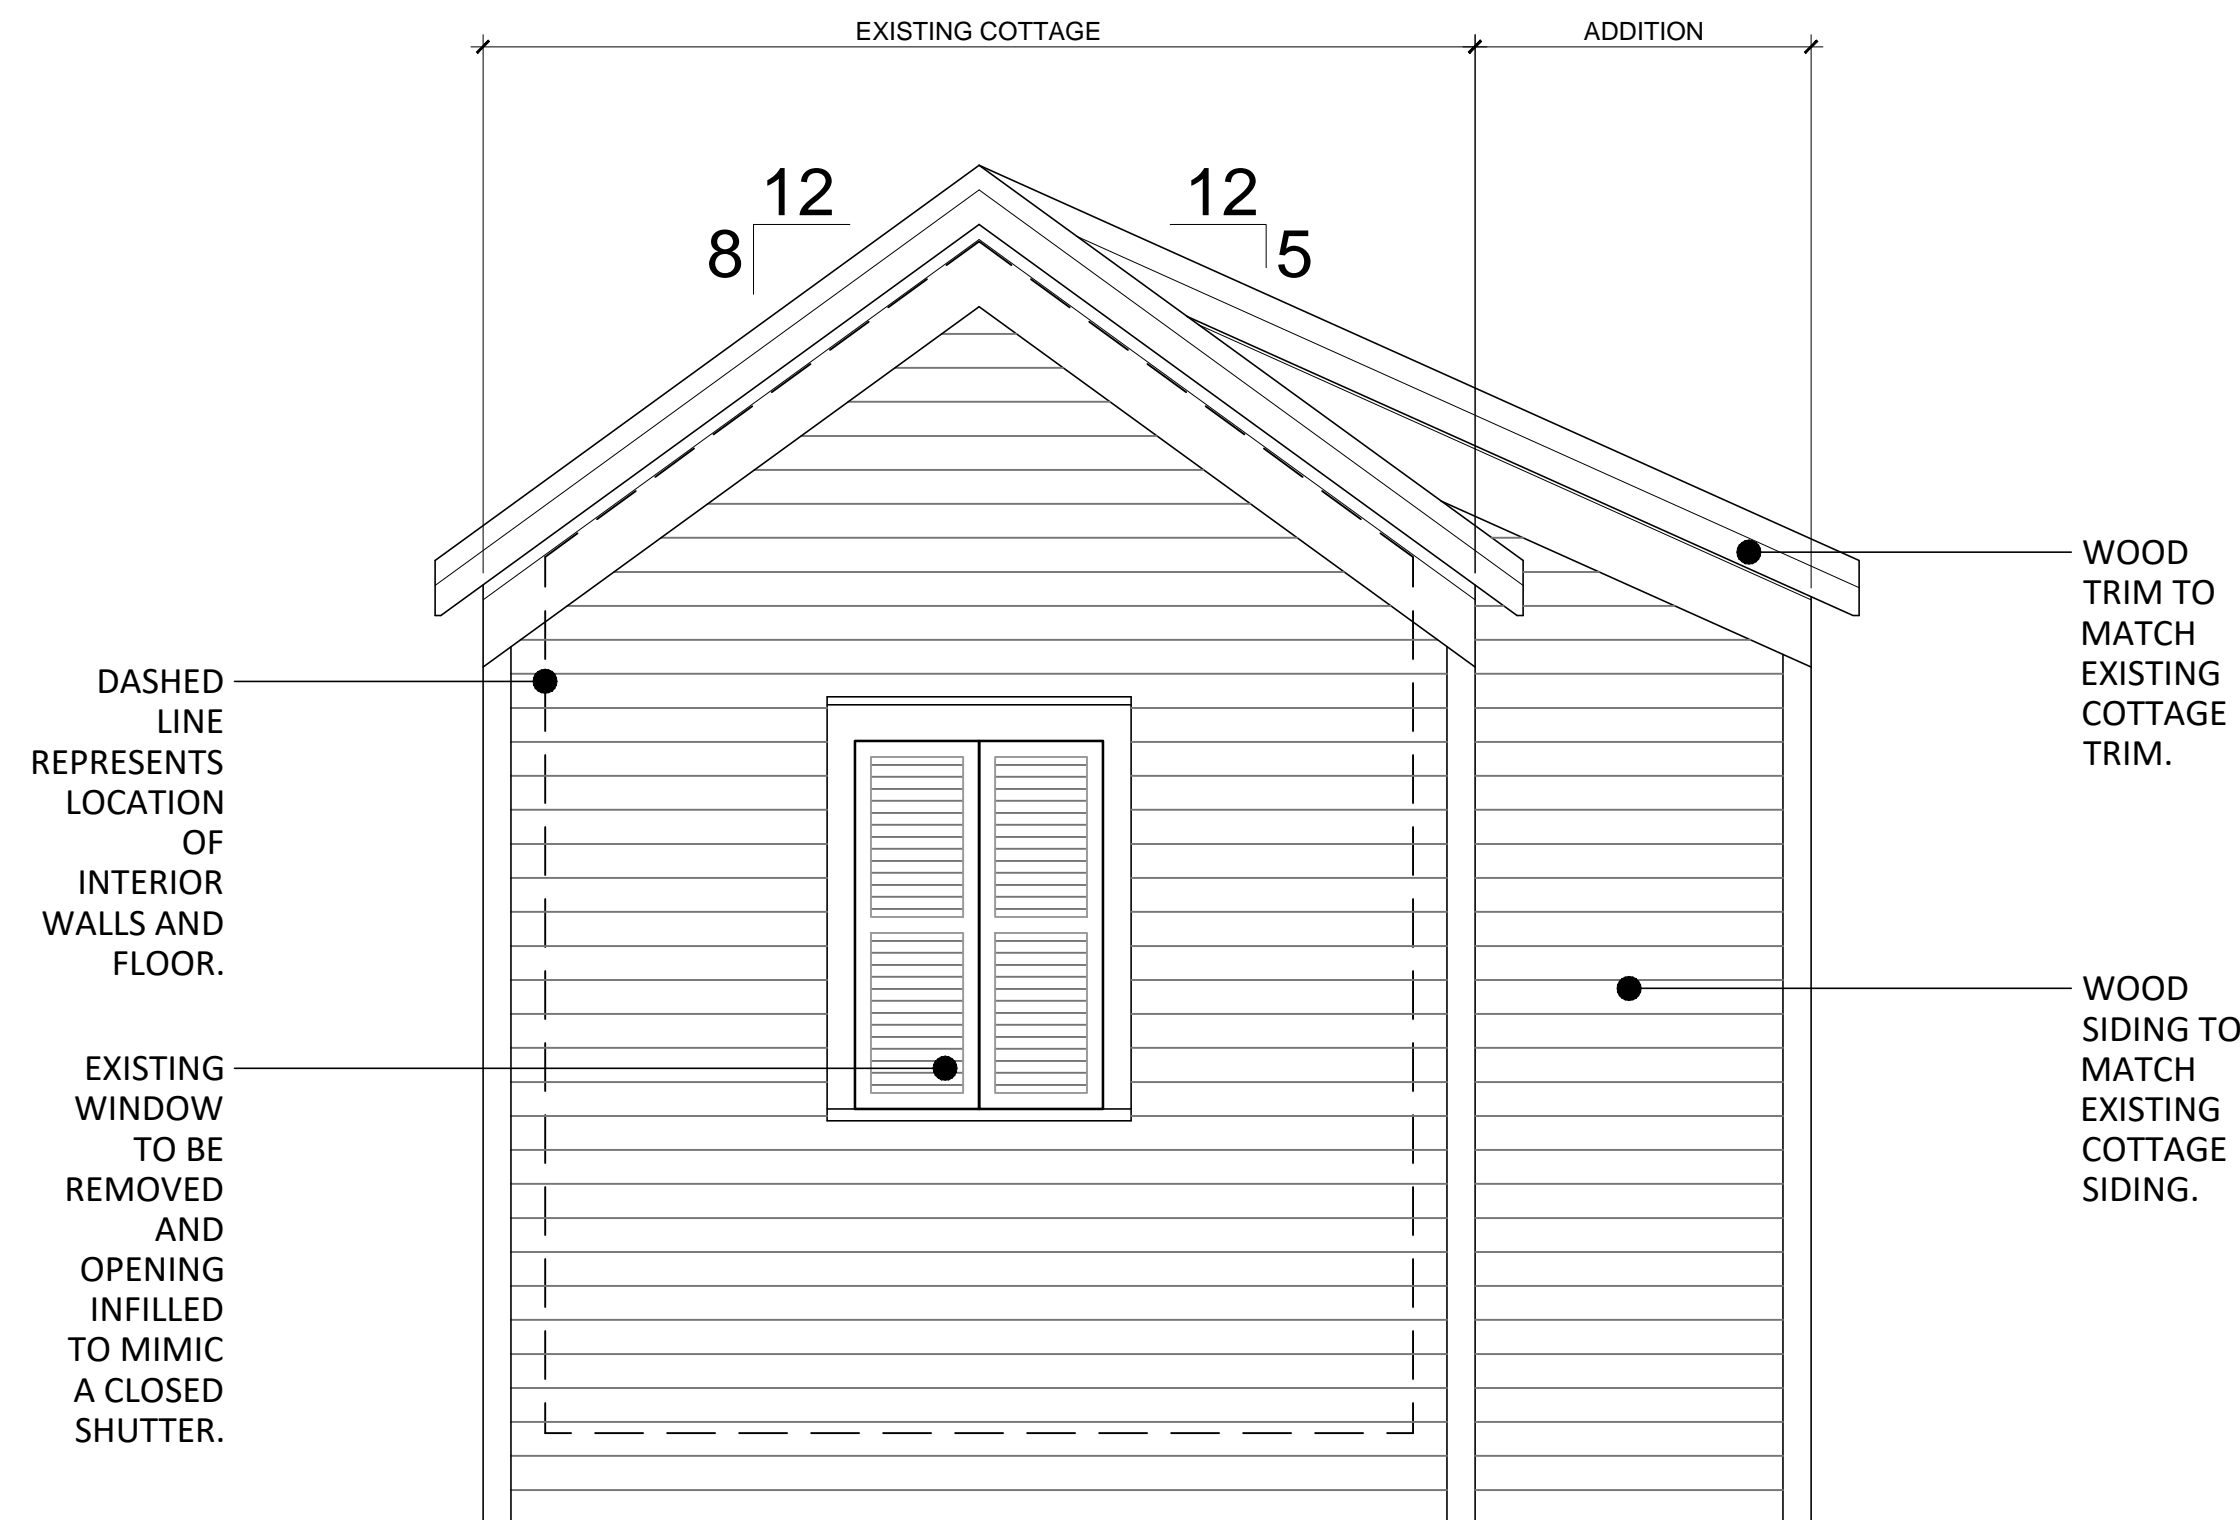 EXISTING COTTAGE
ADDITION
12
8
12
5
DASHED
LINE
REPRESENTS
LOCATION
OF
INTERIOR
WALLS AND
FLOOR.
EXISTING
WINDOW
TO BE
REMOVED
AND
OPENING
INFILLED
TO MIMIC
A CLOSED
SHUTTER.
WOOD
TRIM TO
MATCH
EXISTING
COTTAGE
TRIM.
WOOD
SIDING TO
MATCH
EXISTING
COTTAGE
SIDING.